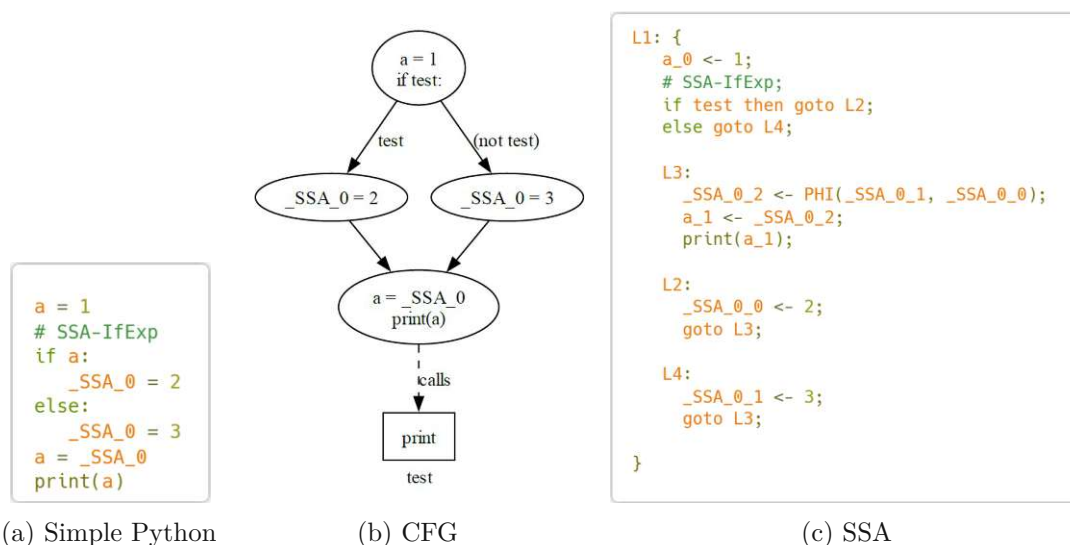 a = 1
# SSA-IfExp
if a:
_SSA_0 = 2
else:
_SSA_0 = 3
a = _SSA_0
print(a)
(a) Simple Python
a = 1
if test:
test
(not test)
_SSA_0 = 2
_SSA_0 = 3
a = _SSA_0
print(a)
calls
print
test
(b) CFG
L1: {
a_0 <- 1;
# SSA-IfExp;
if test then goto L2;
else goto L4;
L3:
_SSA_0_2 <- PHI(_SSA_0_1, _SSA_0_0);
a_1 <- _SSA_0_2;
print(a_1);
L2:
_SSA_0_0 <- 2;
goto L3;
L4:
_SSA_0_1 <- 3;
goto L3;
}
(c) SSA